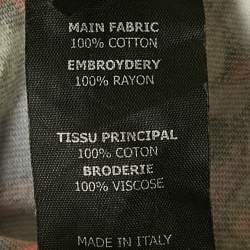 MAIN FABRIC
100% COTTON
EMBROYDERY
100% RAYON
TISSU PRINCIPAL
100% COTON
BRODERIE
100% VISCOSE
MADE IN ITALY